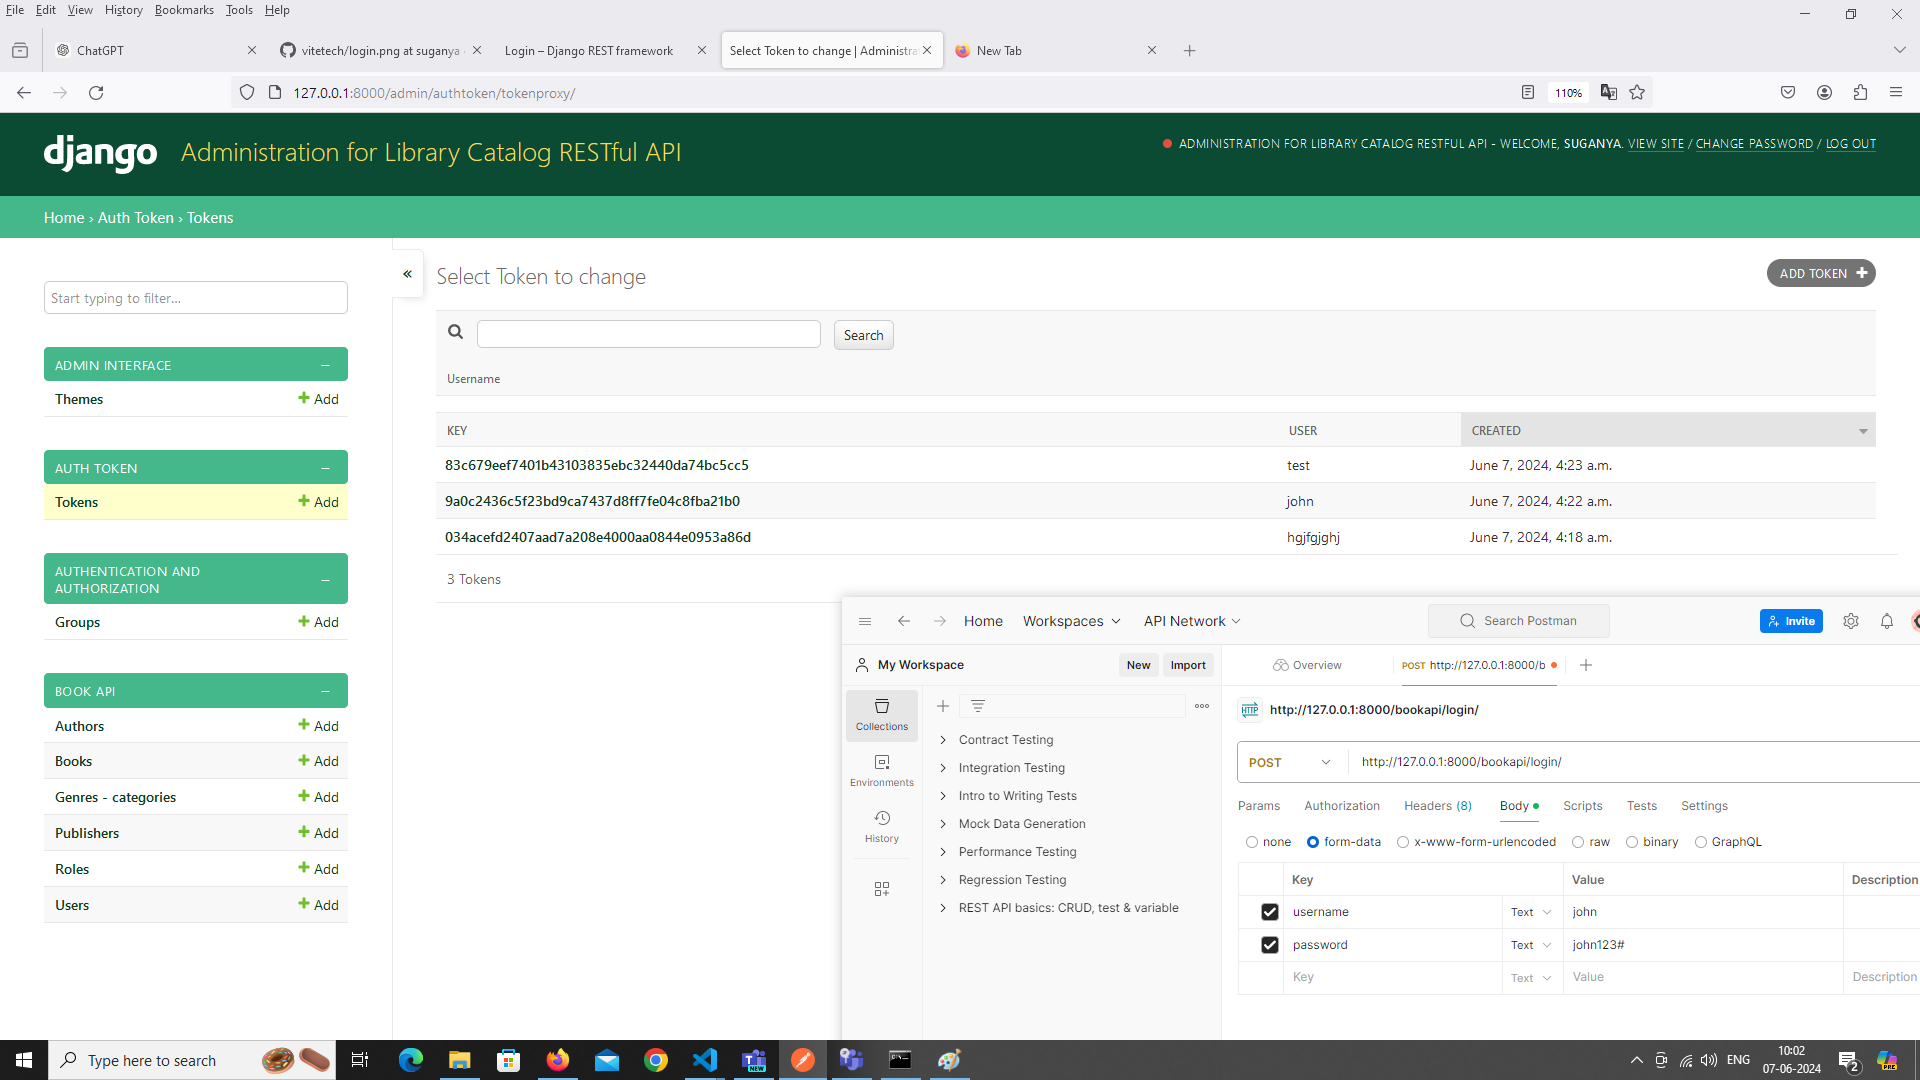 File Edit View History Bookmarks Tools Help
ChatGPT
vitetech/login.png at suganya
Login – Django REST framework
Select Token to change | Administra
New Tab
127.0.0.1:8000/admin/authtoken/tokenproxy/
110%
django
Administration for Library Catalog RESTful API
ADMINISTRATION FOR LIBRARY CATALOG RESTFUL API - WELCOME, SUGANYA. VIEW SITE / CHANGE PASSWORD / LOG OUT
Home › Auth Token › Tokens
Start typing to filter...
ADMIN INTERFACE
Themes
Add
AUTH TOKEN
Tokens
Add
AUTHENTICATION AND
AUTHORIZATION
Groups
Add
BOOK API
Authors
Add
Books
Add
Genres - categories
Add
Publishers
Add
Roles
Add
Users
Add
«
Select Token to change
ADD TOKEN
Search
Username
KEY USER CREATED
83c679eef7401b43103835ebc32440da74bc5cc5 test June 7, 2024, 4:23 a.m.
9a0c2436c5f23bd9ca7437d8ff7fe04c8fba21b0 john June 7, 2024, 4:22 a.m.
034acefd2407aad7a208e4000aa0844e0953a86d hgjfgjghj June 7, 2024, 4:18 a.m.
3 Tokens
Home Workspaces API Network
Search Postman
Invite
My Workspace
New Import
Overview
POST http://127.0.0.1:8000/b
Collections
Environments
History
Contract Testing
Integration Testing
Intro to Writing Tests
Mock Data Generation
Performance Testing
Regression Testing
REST API basics: CRUD, test & variable
HTTP http://127.0.0.1:8000/bookapi/login/
POST http://127.0.0.1:8000/bookapi/login/
Params Authorization Headers (8) Body Scripts Tests Settings
none form-data x-www-form-urlencoded raw binary GraphQL
Key Value Description
username Text john
password Text john123#
Key Text Value Description
Type here to search
NEW
ENG
10:02
07-06-2024
2
PRE